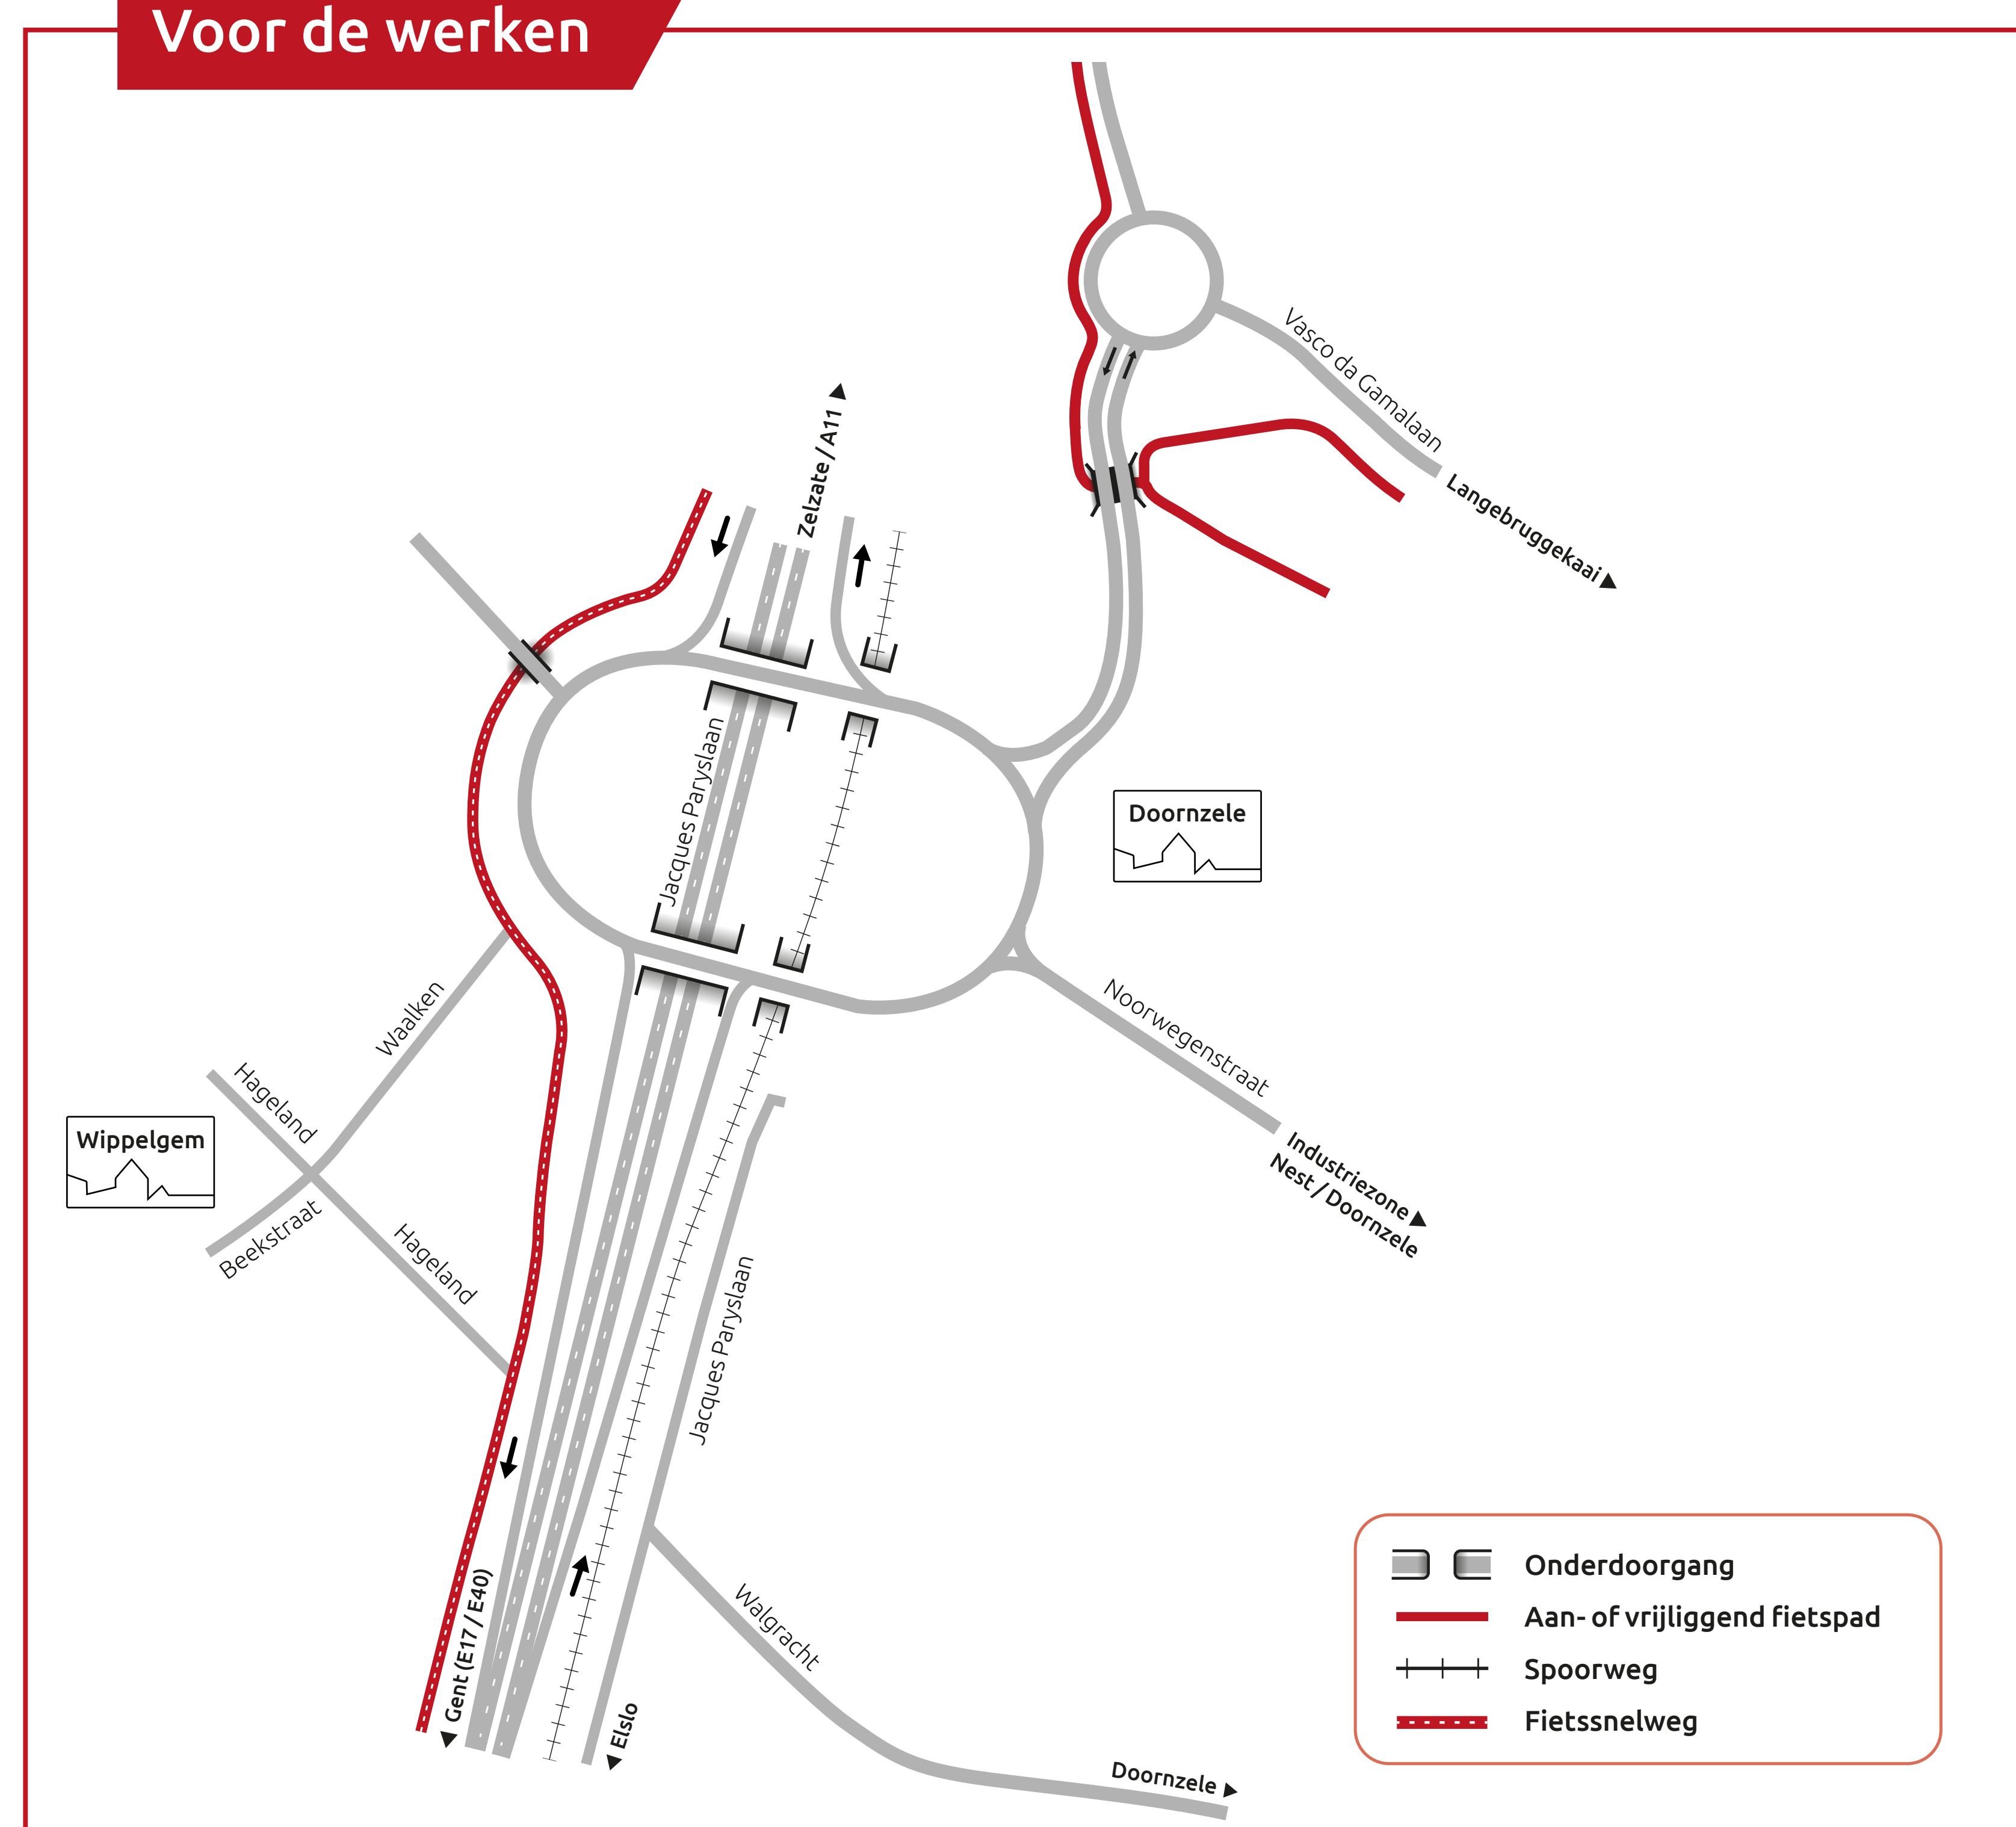 Voor de werken
Vasco da Gamalaan
Langebruggekaai
Zelzate / A11
Jacques Paryslaan
Doornzele
Waalken
Noorwegenstraat
Hageland
Wippelgem
Industriezone
Nest / Doornzele
Beekstraat
Hageland
Jacques Paryslaan
Gent (E17 / E40)
Elslo
Walgracht
Doornzele
Onderdoorgang
Aan- of vrijliggend fietspad
Spoorweg
Fietssnelweg